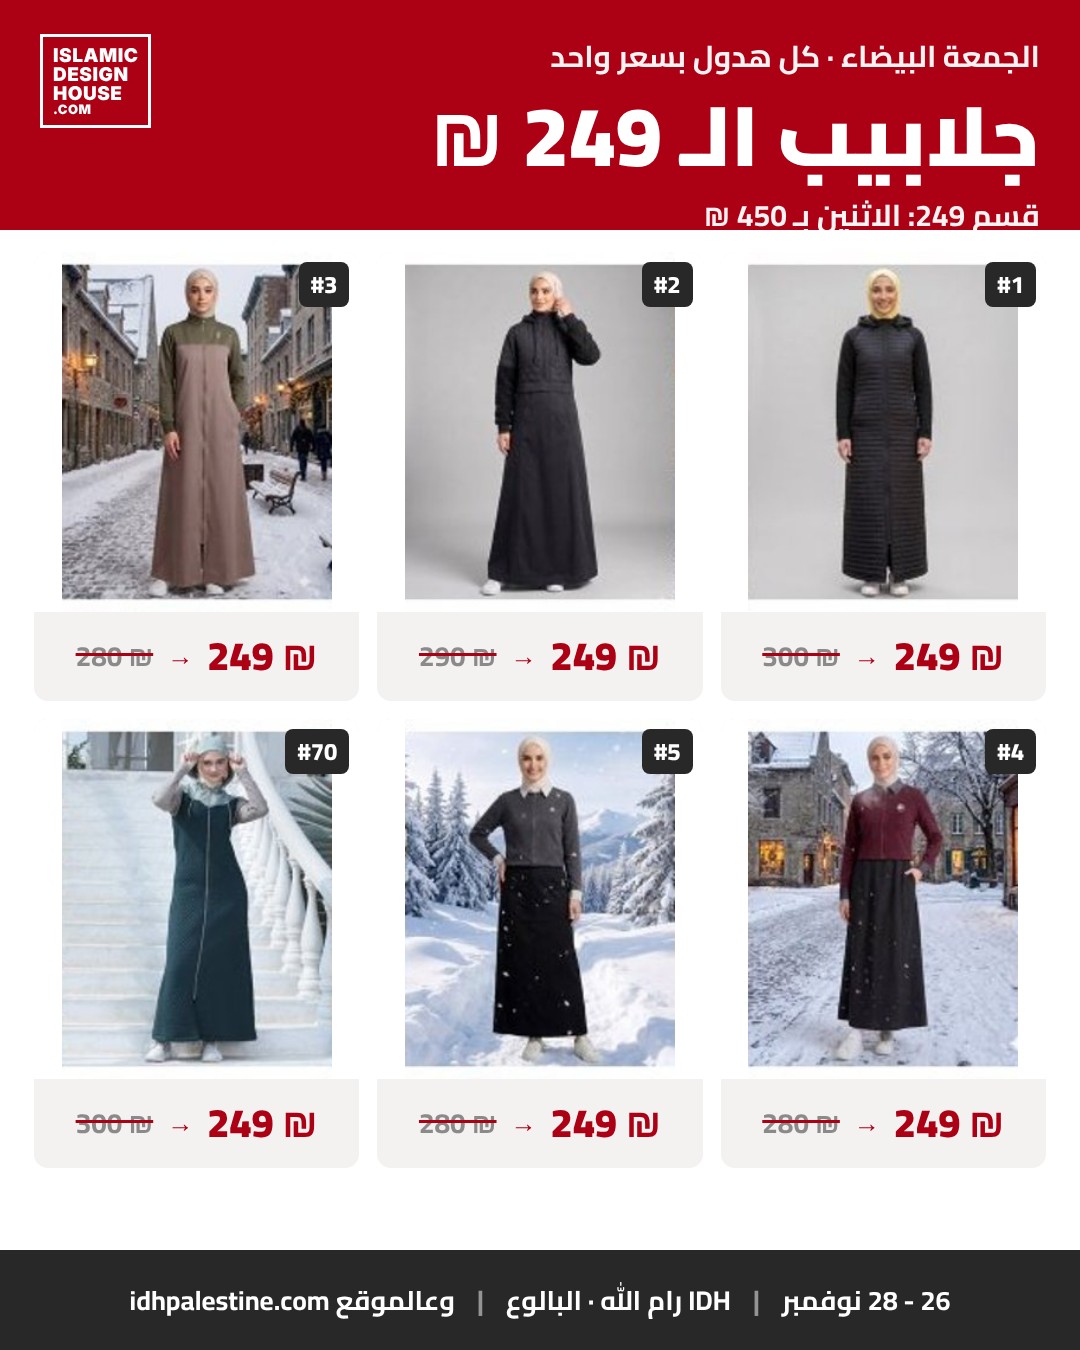 ISLAMIC
DESIGN
HOUSE
.COM
الجمعة البيضاء · كل هدول بسعر واحد
جلابيب الـ 249 ₪
قسم 249: الاثنين بـ 450 ₪
#1
300 ₪ → 249 ₪
#2
290 ₪ → 249 ₪
#3
280 ₪ → 249 ₪
#4
280 ₪ → 249 ₪
#5
280 ₪ → 249 ₪
#70
300 ₪ → 249 ₪
26 - 28 نوفمبر | IDH رام الله · البالوع | وعالموقع idhpalestine.com